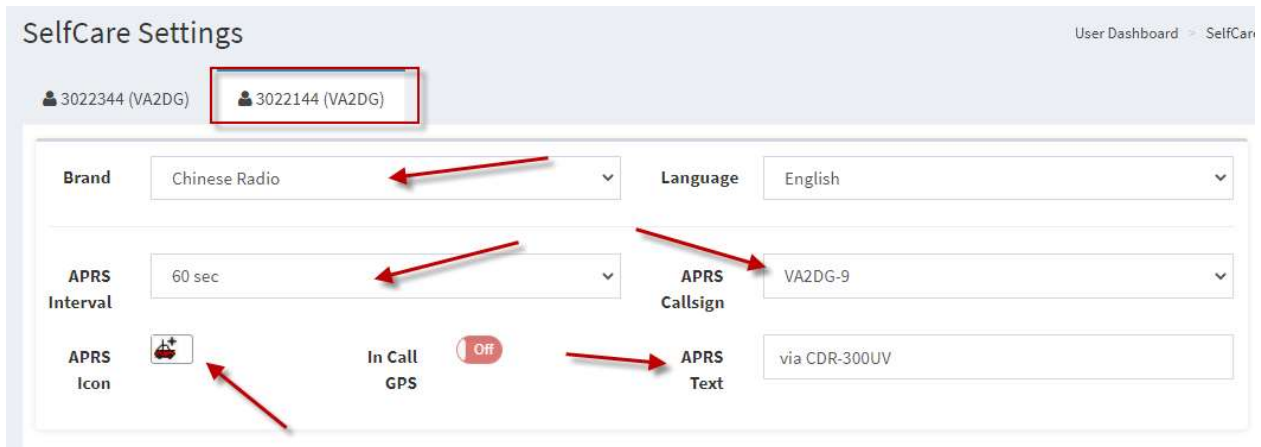 SelfCare Settings
User Dashboard > SelfCar
3022344 (VA2DG)
3022144 (VA2DG)
Brand
Chinese Radio
Language
English
APRS
Interval
60 sec
APRS
Callsign
VA2DG-9
APRS
Icon
In Call
GPS
Off
APRS
Text
via CDR-300UV